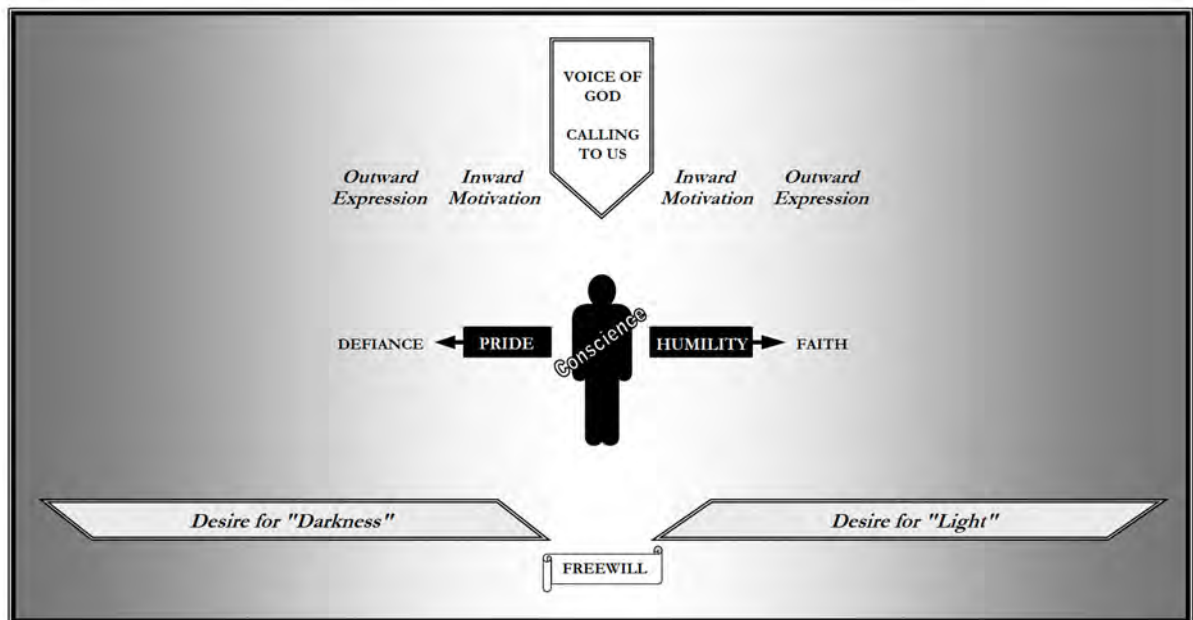 VOICE OF
GOD
CALLING
TO US
Outward
Expression
Inward
Motivation
Inward
Motivation
Outward
Expression
DEFIANCE
PRIDE
Conscience
HUMILITY
FAITH
Desire for "Darkness"
Desire for "Light"
FREEWILL